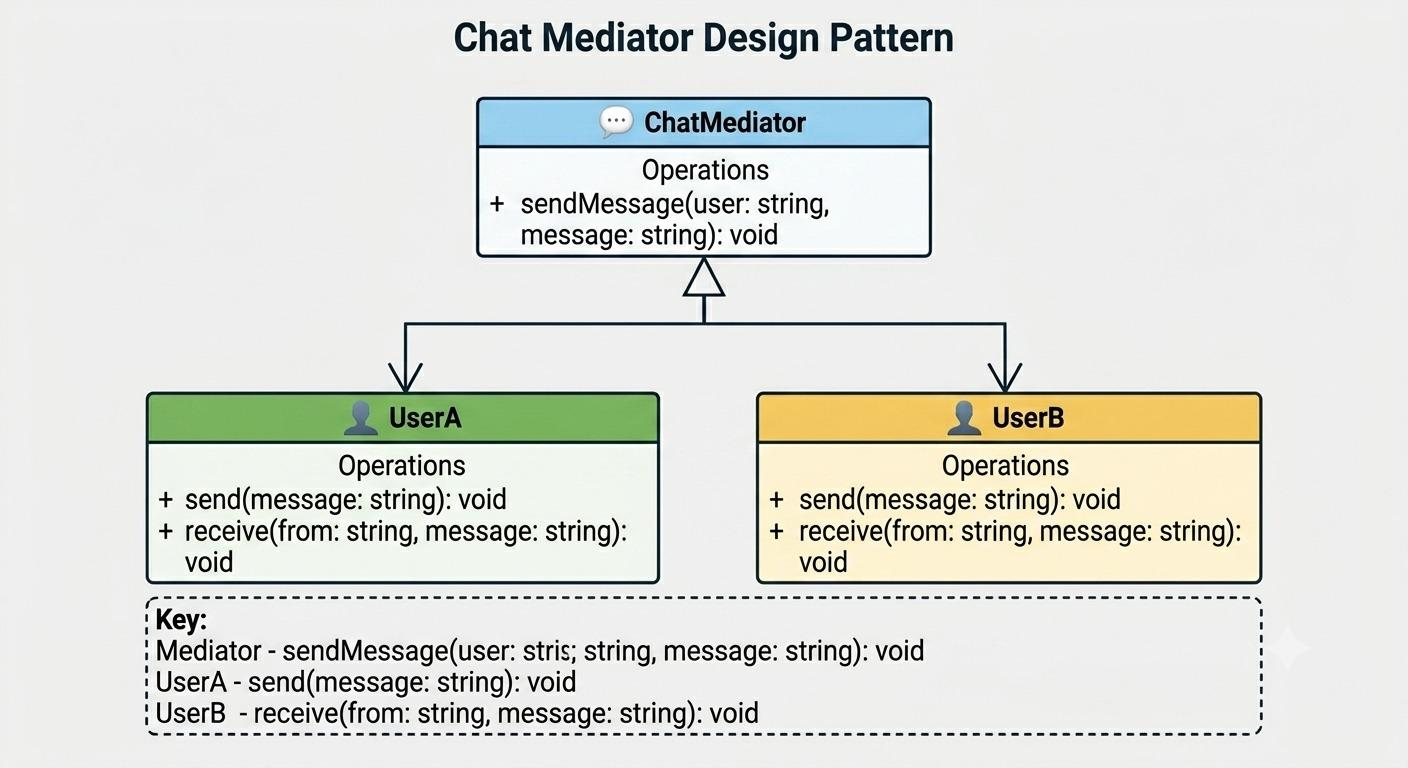 Chat Mediator Design Pattern
ChatMediator
Operations
+ sendMessage(user: string,
message: string): void
UserA
Operations
+ send(message: string): void
+ receive(from: string, message: string):
void
UserB
Operations
+ send(message: string): void
+ receive(from: string, message: string):
void
Key:
Mediator - sendMessage(user: stris; string, message: string): void
UserA - send(message: string): void
UserB - receive(from: string, message: string): void